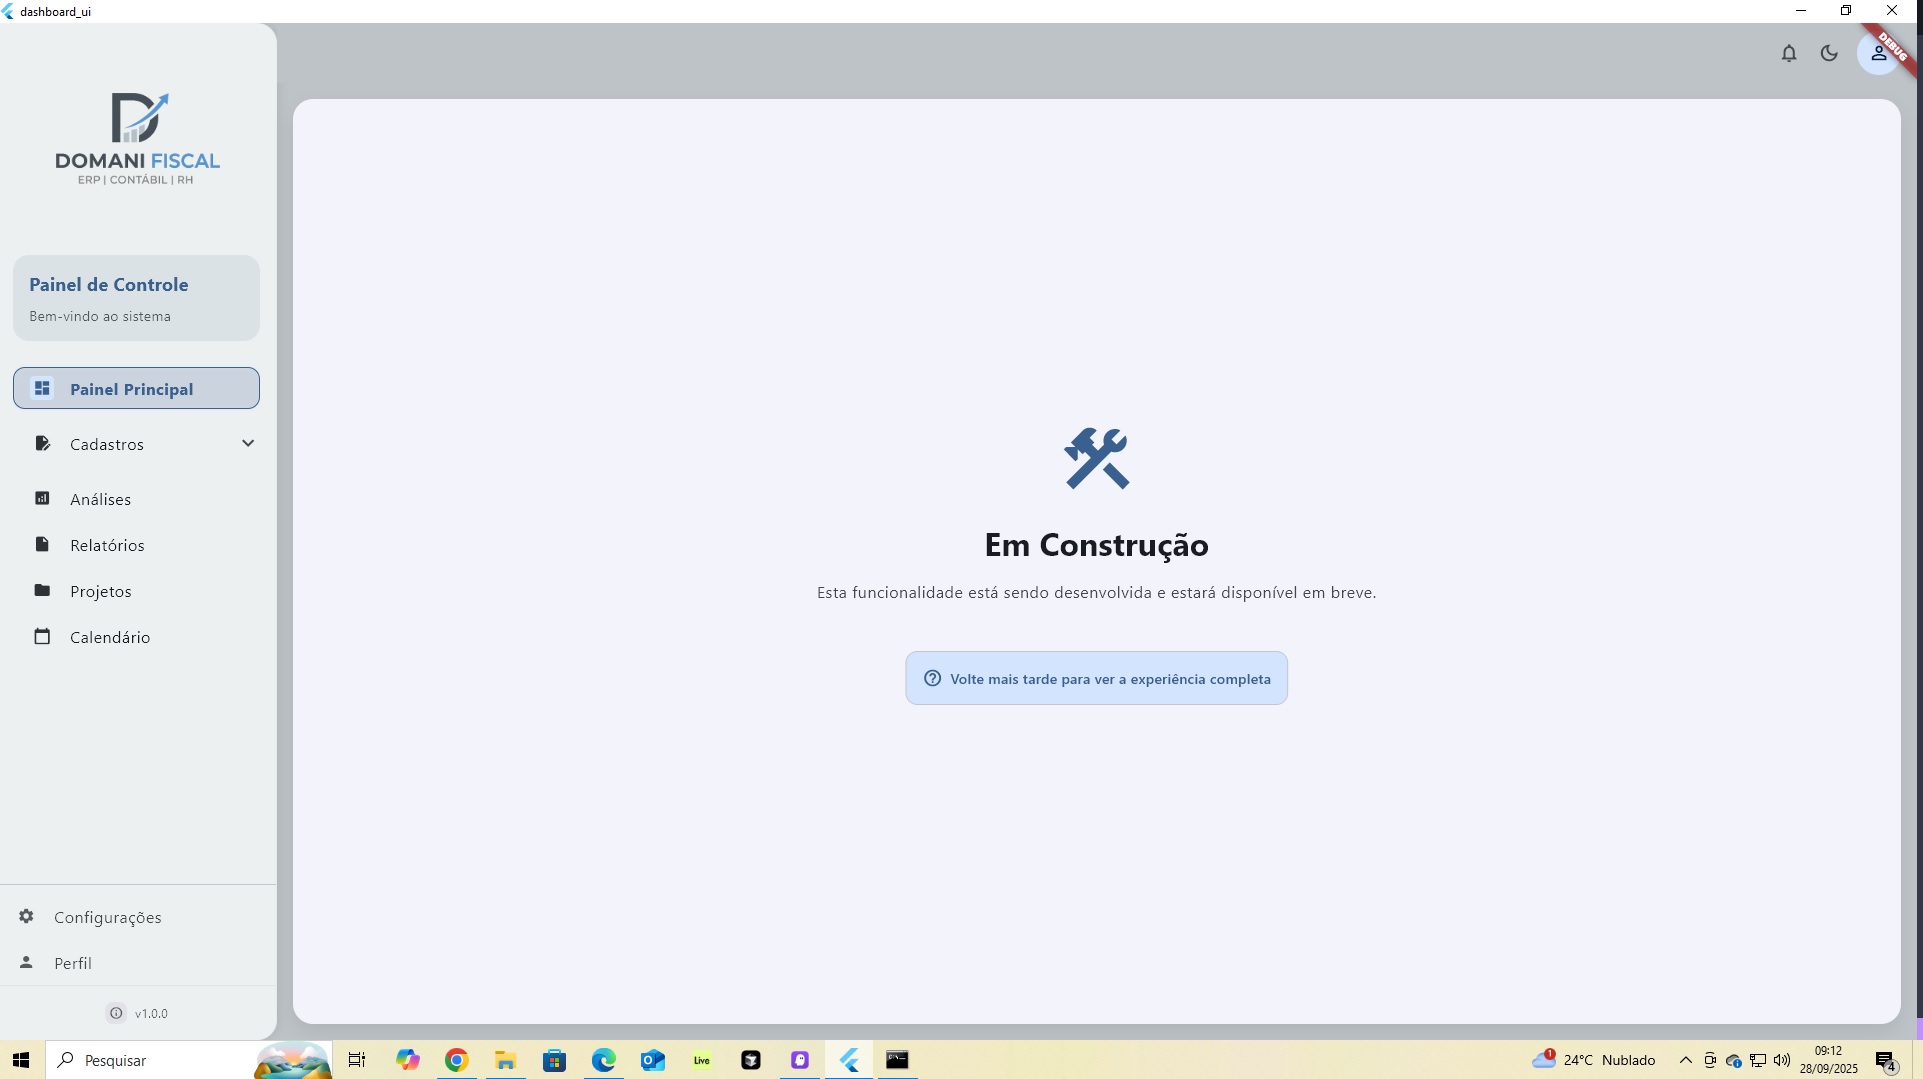 dashboard_ui
DEBUG
DOMANI FISCAL
ERP | CONTÁBIL | RH
Painel de Controle
Bem-vindo ao sistema
Painel Principal
Cadastros
Análises
Relatórios
Projetos
Calendário
Em Construção
Esta funcionalidade está sendo desenvolvida e estará disponível em breve.
Volte mais tarde para ver a experiência completa
Configurações
Perfil
v1.0.0
Pesquisar
Live
1
24°C Nublado
09:12
28/09/2025
4